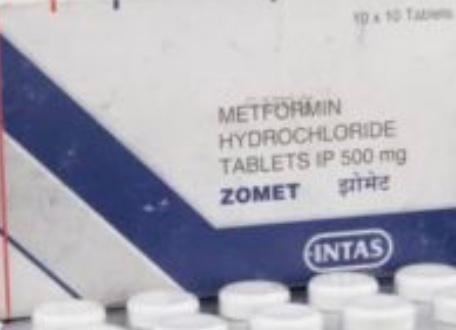 10 x 10 Tablets
METFORMIN
HYDROCHLORIDE
TABLETS IP 500 mg
ZOMET झोमेट
INTAS